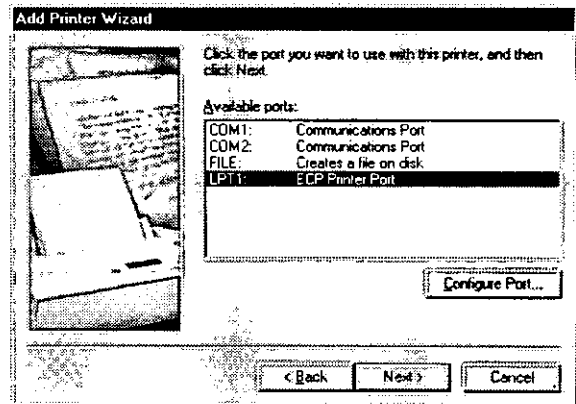 Add Printer Wizard
Click the port you want to use with this printer, and then
click Next.
Available ports:
COM1: Communications Port
COM2: Communications Port
FILE: Creates a file on disk
LPT1: ECP Printer Port
Configure Port...
< Back Next > Cancel